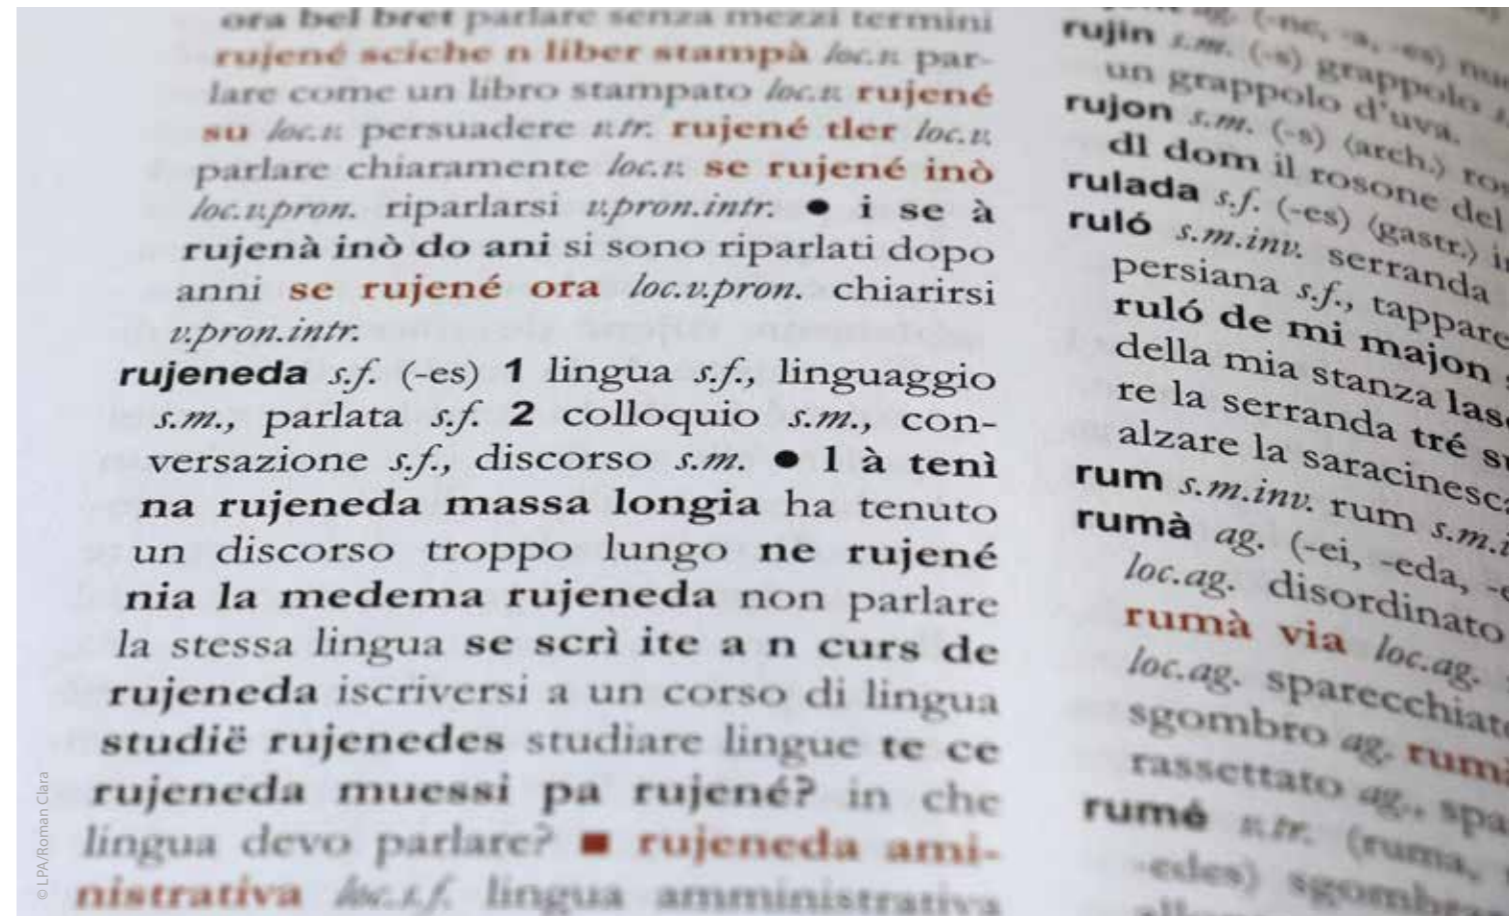 ora bel bret parlare senza mezzi termini
rujené sciche n liber stampà loc.v. par-
lare come un libro stampato loc.v. rujené
su loc.v. persuadere v.tr. rujené tler loc.v.
parlare chiaramente loc.v. se rujené inò
loc.v.pron. riparlarsi v.pron.intr. ● i se à
rujenà inò do ani si sono riparlati dopo
anni se rujené ora loc.v.pron. chiarirsi
v.pron.intr.
rujeneda s.f. (-es) 1 lingua s.f., linguaggio
s.m., parlata s.f. 2 colloquio s.m., con-
versazione s.f., discorso s.m. ● l à tenì
na rujeneda massa longia ha tenuto
un discorso troppo lungo ne rujené
nia la medema rujeneda non parlare
la stessa lingua se scrì ite a n curs de
rujeneda iscriversi a un corso di lingua
studië rujenedes studiare lingue te ce
rujeneda muessi pa rujené? in che
lingua devo parlare? ■ rujeneda ami-
nistrativa loc.s.f. lingua amministrativa
ag. (-ne, -a, -es)
rujin s.m. (-s) grappolo
un grappolo d'uva.
rujon s.m. (-s) (arch.)
dl dom il rosone del
rulada s.f. (-es) (gastr.)
ruló s.m.inv. serranda
persiana s.f., tappare
ruló de mi majon
della mia stanza
re la serranda tré
alzare la saracinesca
rum s.m.inv. rum
rumà ag. (-ei, -eda,
loc.ag. disordinato
rumà via loc.ag.
loc.ag. sparecchiato
sgombro ag.
rassettato ag.,
rumé v.tr. (ruma,
-edes)
© LPA/Roman Clara